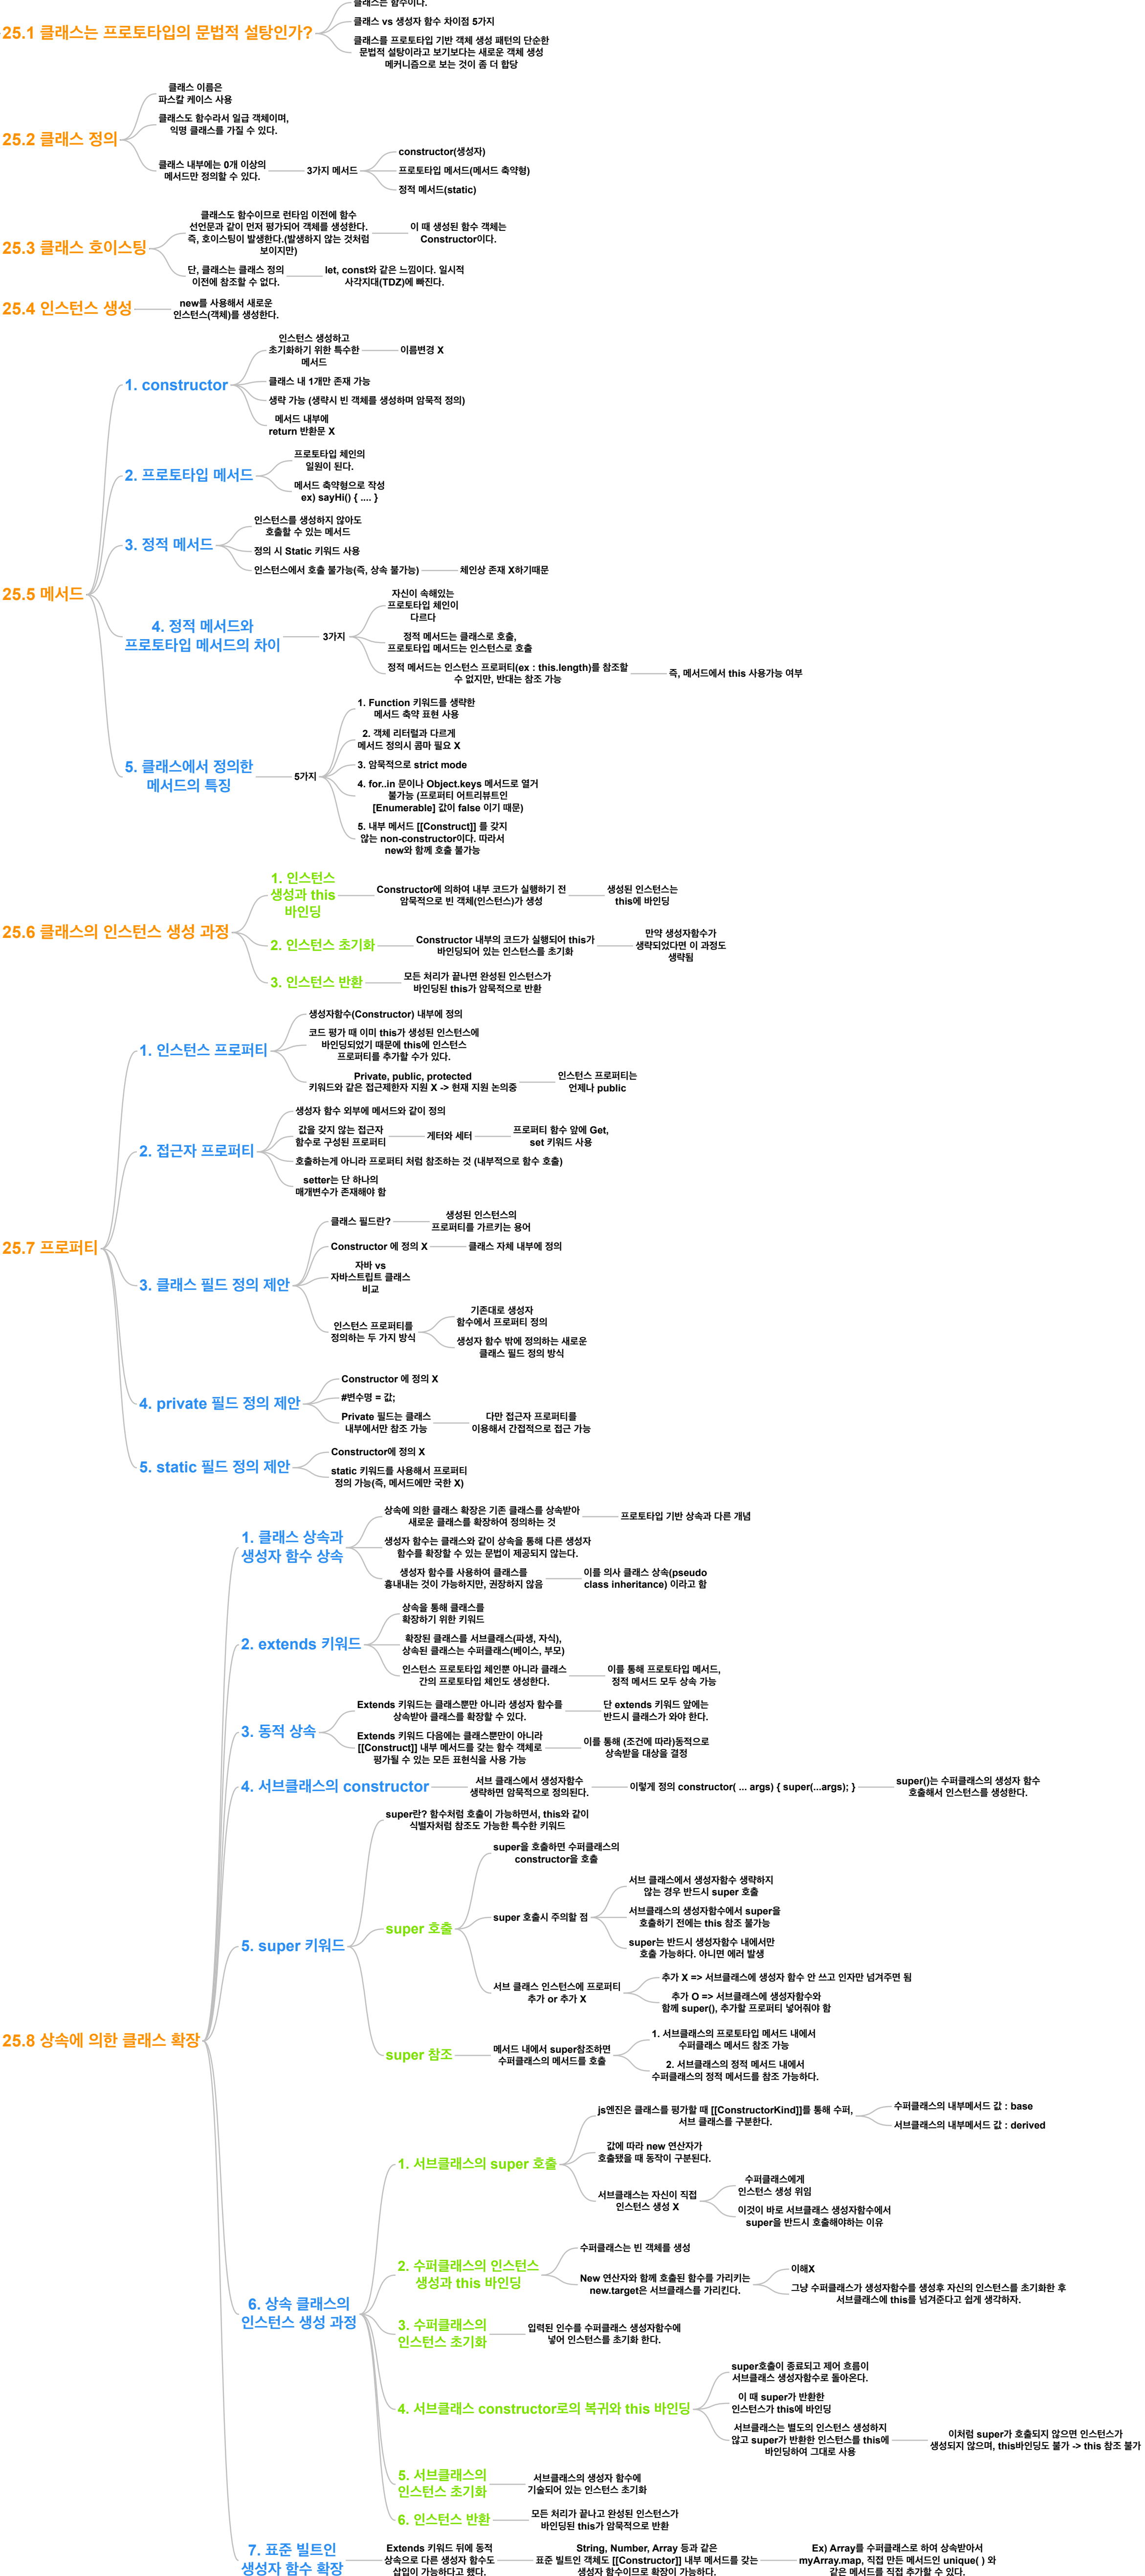 클래스는 함수이다.
25.1 클래스는 프로토타입의 문법적 설탕인가?
클래스 vs 생성자 함수 차이점 5가지
클래스를 프로토타입 기반 객체 생성 패턴의 단순한
문법적 설탕이라고 보기보다는 새로운 객체 생성
메커니즘으로 보는 것이 좀 더 합당
25.2 클래스 정의
클래스 이름은
파스칼 케이스 사용
클래스도 함수라서 일급 객체이며,
익명 클래스를 가질 수 있다.
클래스 내부에는 0개 이상의
메서드만 정의할 수 있다.
3가지 메서드
constructor(생성자)
프로토타입 메서드(메서드 축약형)
정적 메서드(static)
25.3 클래스 호이스팅
클래스도 함수이므로 런타임 이전에 함수
선언문과 같이 먼저 평가되어 객체를 생성한다.
즉, 호이스팅이 발생한다.(발생하지 않는 것처럼
보이지만)
이 때 생성된 함수 객체는
Constructor이다.
단, 클래스는 클래스 정의
이전에 참조할 수 없다.
let, const와 같은 느낌이다. 일시적
사각지대(TDZ)에 빠진다.
25.4 인스턴스 생성
new를 사용해서 새로운
인스턴스(객체)를 생성한다.
25.5 메서드
1. constructor
인스턴스 생성하고
초기화하기 위한 특수한
메서드
이름변경 X
클래스 내 1개만 존재 가능
생략 가능 (생략시 빈 객체를 생성하며 암묵적 정의)
메서드 내부에
return 반환문 X
2. 프로토타입 메서드
프로토타입 체인의
일원이 된다.
메서드 축약형으로 작성
ex) sayHi() { .... }
3. 정적 메서드
인스턴스를 생성하지 않아도
호출할 수 있는 메서드
정의 시 Static 키워드 사용
인스턴스에서 호출 불가능(즉, 상속 불가능)
체인상 존재 X하기때문
4. 정적 메서드와
프로토타입 메서드의 차이
3가지
자신이 속해있는
프로토타입 체인이
다르다
정적 메서드는 클래스로 호출,
프로토타입 메서드는 인스턴스로 호출
정적 메서드는 인스턴스 프로퍼티(ex : this.length)를 참조할
수 없지만, 반대는 참조 가능
즉, 메서드에서 this 사용가능 여부
5. 클래스에서 정의한
메서드의 특징
5가지
1. Function 키워드를 생략한
메서드 축약 표현 사용
2. 객체 리터럴과 다르게
메서드 정의시 콤마 필요 X
3. 암묵적으로 strict mode
4. for..in 문이나 Object.keys 메서드로 열거
불가능 (프로퍼티 어트리뷰트인
[Enumerable] 값이 false 이기 때문)
5. 내부 메서드 [[Construct]] 를 갖지
않는 non-constructor이다. 따라서
new와 함께 호출 불가능
25.6 클래스의 인스턴스 생성 과정
1. 인스턴스
생성과 this
바인딩
Constructor에 의하여 내부 코드가 실행하기 전
암묵적으로 빈 객체(인스턴스)가 생성
생성된 인스턴스는
this에 바인딩
2. 인스턴스 초기화
Constructor 내부의 코드가 실행되어 this가
바인딩되어 있는 인스턴스를 초기화
만약 생성자함수가
생략되었다면 이 과정도
생략됨
3. 인스턴스 반환
모든 처리가 끝나면 완성된 인스턴스가
바인딩된 this가 암묵적으로 반환
25.7 프로퍼티
1. 인스턴스 프로퍼티
생성자함수(Constructor) 내부에 정의
코드 평가 때 이미 this가 생성된 인스턴스에
바인딩되었기 때문에 this에 인스턴스
프로퍼티를 추가할 수가 있다.
Private, public, protected
키워드와 같은 접근제한자 지원 X -> 현재 지원 논의중
인스턴스 프로퍼티는
언제나 public
2. 접근자 프로퍼티
생성자 함수 외부에 메서드와 같이 정의
값을 갖지 않는 접근자
함수로 구성된 프로퍼티
게터와 세터
프로퍼티 함수 앞에 Get,
set 키워드 사용
호출하는게 아니라 프로퍼티 처럼 참조하는 것 (내부적으로 함수 호출)
setter는 단 하나의
매개변수가 존재해야 함
3. 클래스 필드 정의 제안
클래스 필드란?
생성된 인스턴스의
프로퍼티를 가르키는 용어
Constructor 에 정의 X
클래스 자체 내부에 정의
자바 vs
자바스트립트 클래스
비교
인스턴스 프로퍼티를
정의하는 두 가지 방식
기존대로 생성자
함수에서 프로퍼티 정의
생성자 함수 밖에 정의하는 새로운
클래스 필드 정의 방식
4. private 필드 정의 제안
Constructor 에 정의 X
#변수명 = 값;
Private 필드는 클래스
내부에서만 참조 가능
다만 접근자 프로퍼티를
이용해서 간접적으로 접근 가능
5. static 필드 정의 제안
Constructor에 정의 X
static 키워드를 사용해서 프로퍼티
정의 가능(즉, 메서드에만 국한 X)
25.8 상속에 의한 클래스 확장
1. 클래스 상속과
생성자 함수 상속
상속에 의한 클래스 확장은 기존 클래스를 상속받아
새로운 클래스를 확장하여 정의하는 것
프로토타입 기반 상속과 다른 개념
생성자 함수는 클래스와 같이 상속을 통해 다른 생성자
함수를 확장할 수 있는 문법이 제공되지 않는다.
생성자 함수를 사용하여 클래스를
흉내내는 것이 가능하지만, 권장하지 않음
이를 의사 클래스 상속(pseudo
class inheritance) 이라고 함
2. extends 키워드
상속을 통해 클래스를
확장하기 위한 키워드
확장된 클래스를 서브클래스(파생, 자식),
상속된 클래스는 수퍼클래스(베이스, 부모)
인스턴스 프로토타입 체인뿐 아니라 클래스
간의 프로토타입 체인도 생성한다.
이를 통해 프로토타입 메서드,
정적 메서드 모두 상속 가능
3. 동적 상속
Extends 키워드는 클래스뿐만 아니라 생성자 함수를
상속받아 클래스를 확장할 수 있다.
단 extends 키워드 앞에는
반드시 클래스가 와야 한다.
Extends 키워드 다음에는 클래스뿐만이 아니라
[[Construct]] 내부 메서드를 갖는 함수 객체로
평가될 수 있는 모든 표현식을 사용 가능
이를 통해 (조건에 따라)동적으로
상속받을 대상을 결정
4. 서브클래스의 constructor
서브 클래스에서 생성자함수
생략하면 암묵적으로 정의된다.
이렇게 정의 constructor( ... args) { super(...args); }
super()는 수퍼클래스의 생성자 함수
호출해서 인스턴스를 생성한다.
5. super 키워드
super란? 함수처럼 호출이 가능하면서, this와 같이
식별자처럼 참조도 가능한 특수한 키워드
super 호출
super을 호출하면 수퍼클래스의
constructor을 호출
super 호출시 주의할 점
서브 클래스에서 생성자함수 생략하지
않는 경우 반드시 super 호출
서브클래스의 생성자함수에서 super을
호출하기 전에는 this 참조 불가능
super는 반드시 생성자함수 내에서만
호출 가능하다. 아니면 에러 발생
서브 클래스 인스턴스에 프로퍼티
추가 or 추가 X
추가 X => 서브클래스에 생성자 함수 안 쓰고 인자만 넘겨주면 됨
추가 O => 서브클래스에 생성자함수와
함께 super(), 추가할 프로퍼티 넣어줘야 함
super 참조
메서드 내에서 super참조하면
수퍼클래스의 메서드를 호출
1. 서브클래스의 프로토타입 메서드 내에서
수퍼클래스 메서드 참조 가능
2. 서브클래스의 정적 메서드 내에서
수퍼클래스의 정적 메서드를 참조 가능하다.
6. 상속 클래스의
인스턴스 생성 과정
1. 서브클래스의 super 호출
js엔진은 클래스를 평가할 때 [[ConstructorKind]]를 통해 수퍼,
서브 클래스를 구분한다.
수퍼클래스의 내부메서드 값 : base
서브클래스의 내부메서드 값 : derived
값에 따라 new 연산자가
호출됐을 때 동작이 구분된다.
서브클래스는 자신이 직접
인스턴스 생성 X
수퍼클래스에게
인스턴스 생성 위임
이것이 바로 서브클래스 생성자함수에서
super을 반드시 호출해야하는 이유
2. 수퍼클래스의 인스턴스
생성과 this 바인딩
수퍼클래스는 빈 객체를 생성
New 연산자와 함께 호출된 함수를 가리키는
new.target은 서브클래스를 가리킨다.
이해X
그냥 수퍼클래스가 생성자함수를 생성후 자신의 인스턴스를 초기화한 후
서브클래스에 this를 넘겨준다고 쉽게 생각하자.
3. 수퍼클래스의
인스턴스 초기화
입력된 인수를 수퍼클래스 생성자함수에
넣어 인스턴스를 초기화 한다.
4. 서브클래스 constructor로의 복귀와 this 바인딩
super호출이 종료되고 제어 흐름이
서브클래스 생성자함수로 돌아온다.
이 때 super가 반환한
인스턴스가 this에 바인딩
서브클래스는 별도의 인스턴스 생성하지
않고 super가 반환한 인스턴스를 this에
바인딩하여 그대로 사용
이처럼 super가 호출되지 않으면 인스턴스가
생성되지 않으며, this바인딩도 불가 -> this 참조 불가
5. 서브클래스의
인스턴스 초기화
서브클래스의 생성자 함수에
기술되어 있는 인스턴스 초기화
6. 인스턴스 반환
모든 처리가 끝나고 완성된 인스턴스가
바인딩된 this가 암묵적으로 반환
7. 표준 빌트인
생성자 함수 확장
Extends 키워드 뒤에 동적
상속으로 다른 생성자 함수도
삽입이 가능하다고 했다.
String, Number, Array 등과 같은
표준 빌트인 객체도 [[Constructor]] 내부 메서드를 갖는
생성자 함수이므로 확장이 가능하다.
Ex) Array를 수퍼클래스로 하여 상속받아서
myArray.map, 직접 만든 메서드인 unique( ) 와
같은 메서드를 직접 추가할 수 있다.